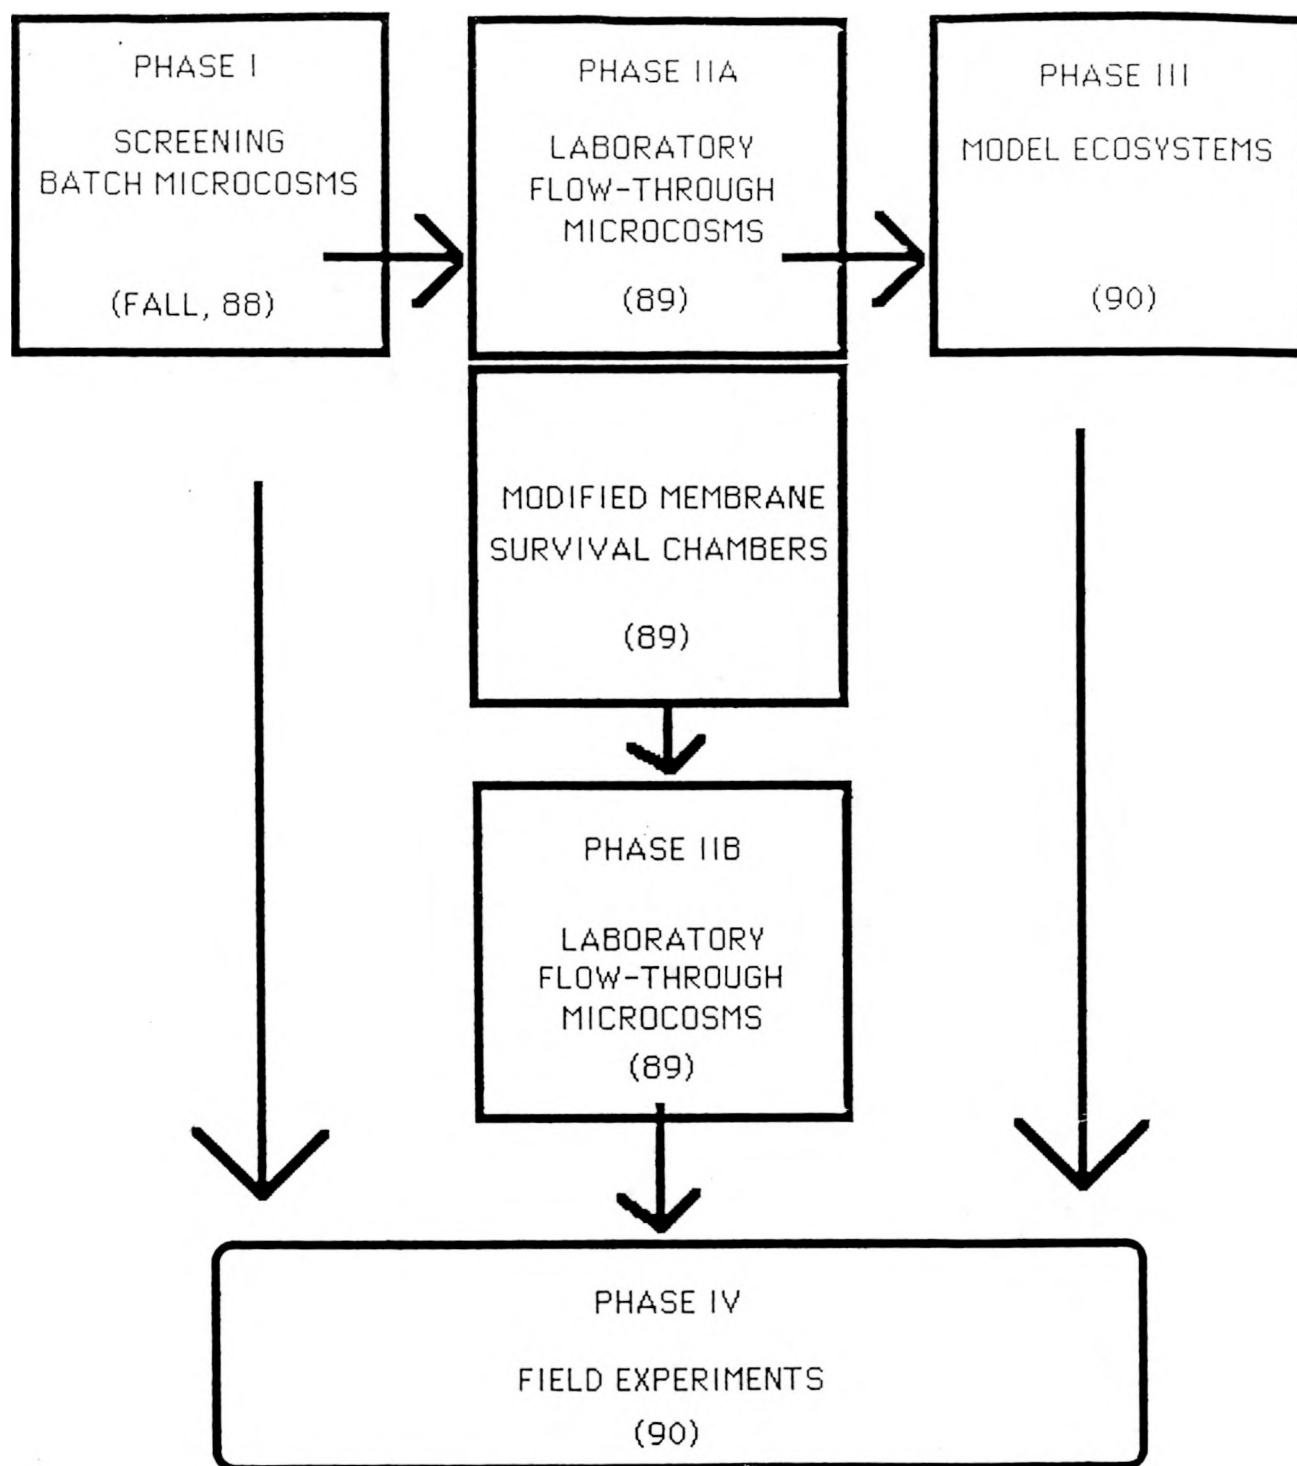 PHASE I
SCREENING
BATCH MICROCOSMS
(FALL, 88)
PHASE IIA
LABORATORY
FLOW-THROUGH
MICROCOSMS
(89)
PHASE III
MODEL ECOSYSTEMS
(90)
MODIFIED MEMBRANE
SURVIVAL CHAMBERS
(89)
PHASE IIB
LABORATORY
FLOW-THROUGH
MICROCOSMS
(89)
PHASE IV
FIELD EXPERIMENTS
(90)